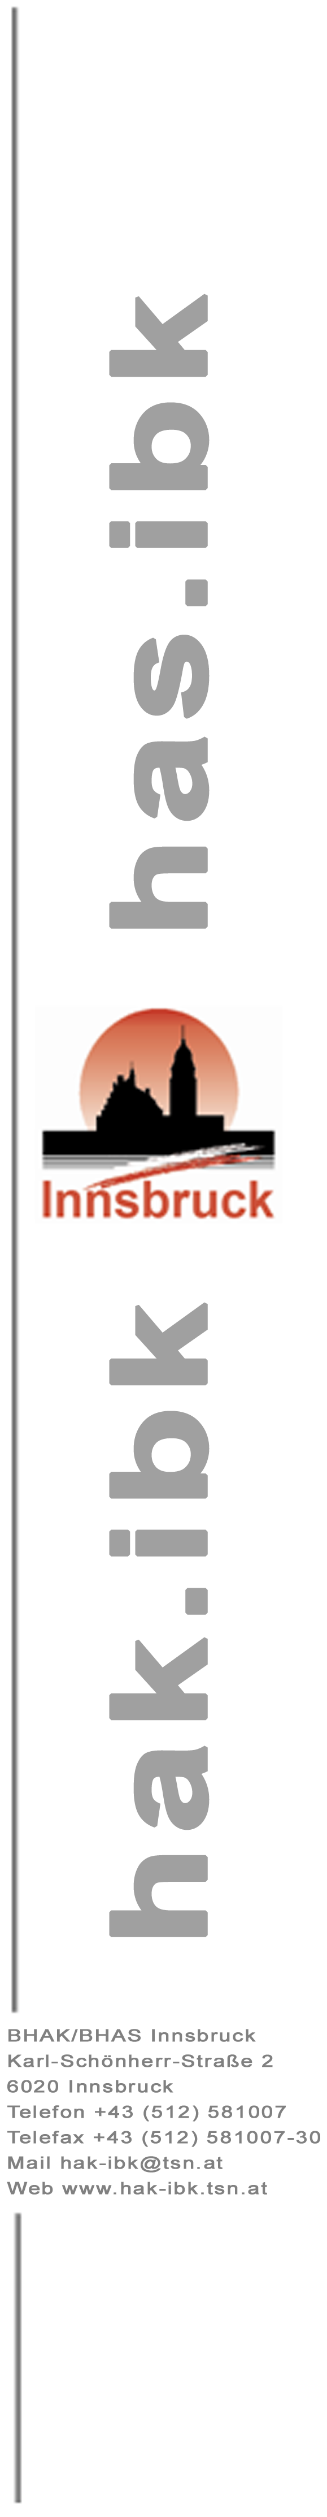 has.ibk
Innsbruck
hak.ibk
BHAK/BHAS Innsbruck
Karl-Schönherr-Straße 2
6020 Innsbruck
Telefon +43 (512) 581007
Telefax +43 (512) 581007-30
Mail hak-ibk@tsn.at
Web www.hak-ibk.tsn.at